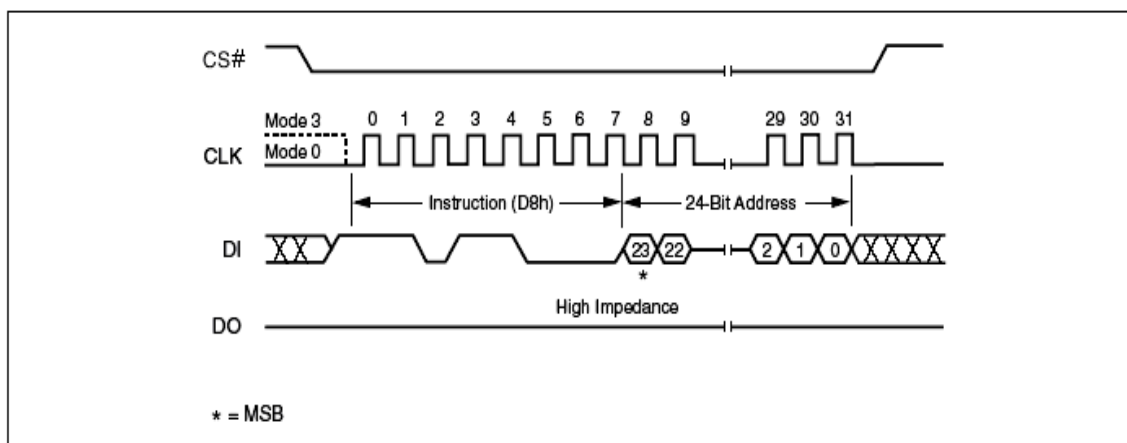 CS#
Mode 3 0 1 2 3 4 5 6 7 8 9 29 30 31
CLK Mode 0
Instruction (D8h) 24-Bit Address
DI 23 22 2 1 0
*
High Impedance
DO
* = MSB